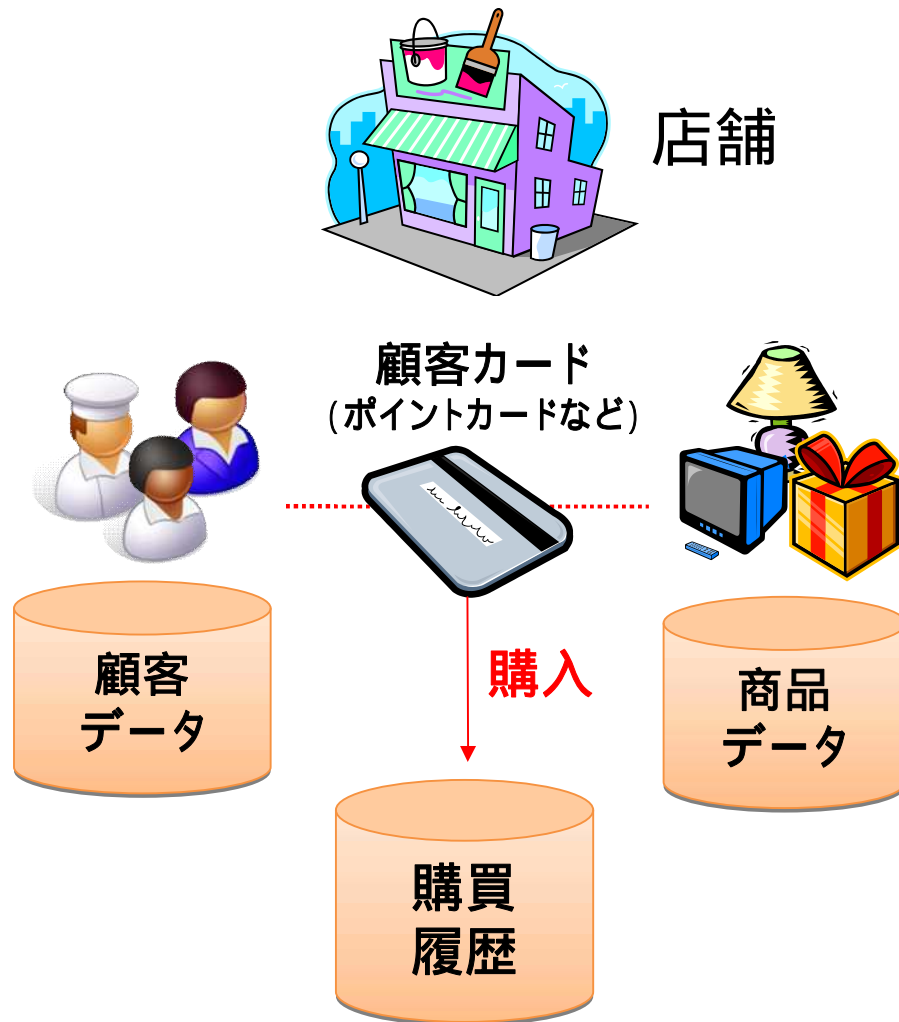 店舗
顧客カード
(ポイントカードなど)
顧客
データ
購入
商品
データ
購買
履歴